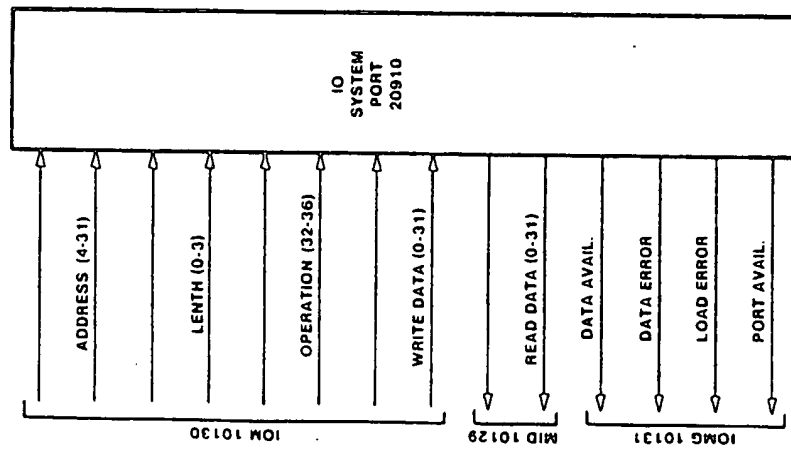 IO
SYSTEM
PORT
20910
ADDRESS (4-31)
LENTH (0-3)
OPERATION (32-36)
WRITE DATA (0-31)
READ DATA (0-31)
DATA AVAIL.
DATA ERROR
LOAD ERROR
PORT AVAIL.
IOM 10130
MID 10129
IOMG 10131